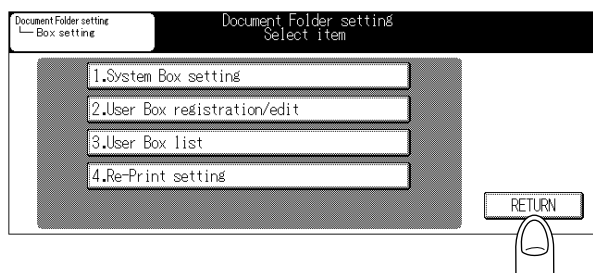 Document Folder setting
Box setting
Document Folder setting
Select item
1.System Box setting
2.User Box registration/edit
3.User Box list
4.Re-Print setting
RETURN